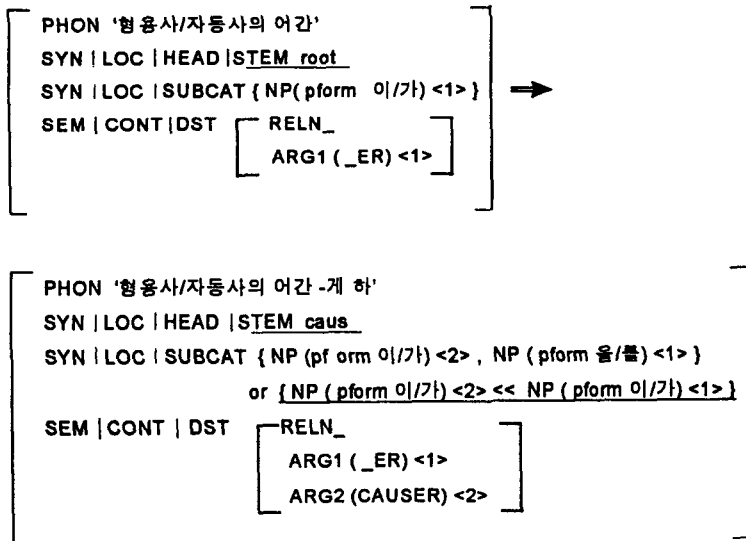 PHON ‘형용사/자동사의 어간’
SYN | LOC | HEAD |STEM root
SYN | LOC | SUBCAT { NP( pform 이/가) <1> }
SEM | CONT |DST RELN_
ARG1 ( _ER) <1>
PHON ‘형용사/자동사의 어간 -게 하’
SYN | LOC | HEAD |STEM caus
SYN | LOC | SUBCAT { NP (pf orm 이/가) <2> , NP ( pform 을/를) <1> }
or { NP ( pform 이/가) <2> << NP ( pform 이/가) <1> }
SEM | CONT | DST RELN_
ARG1 ( _ER) <1>
ARG2 (CAUSER) <2>